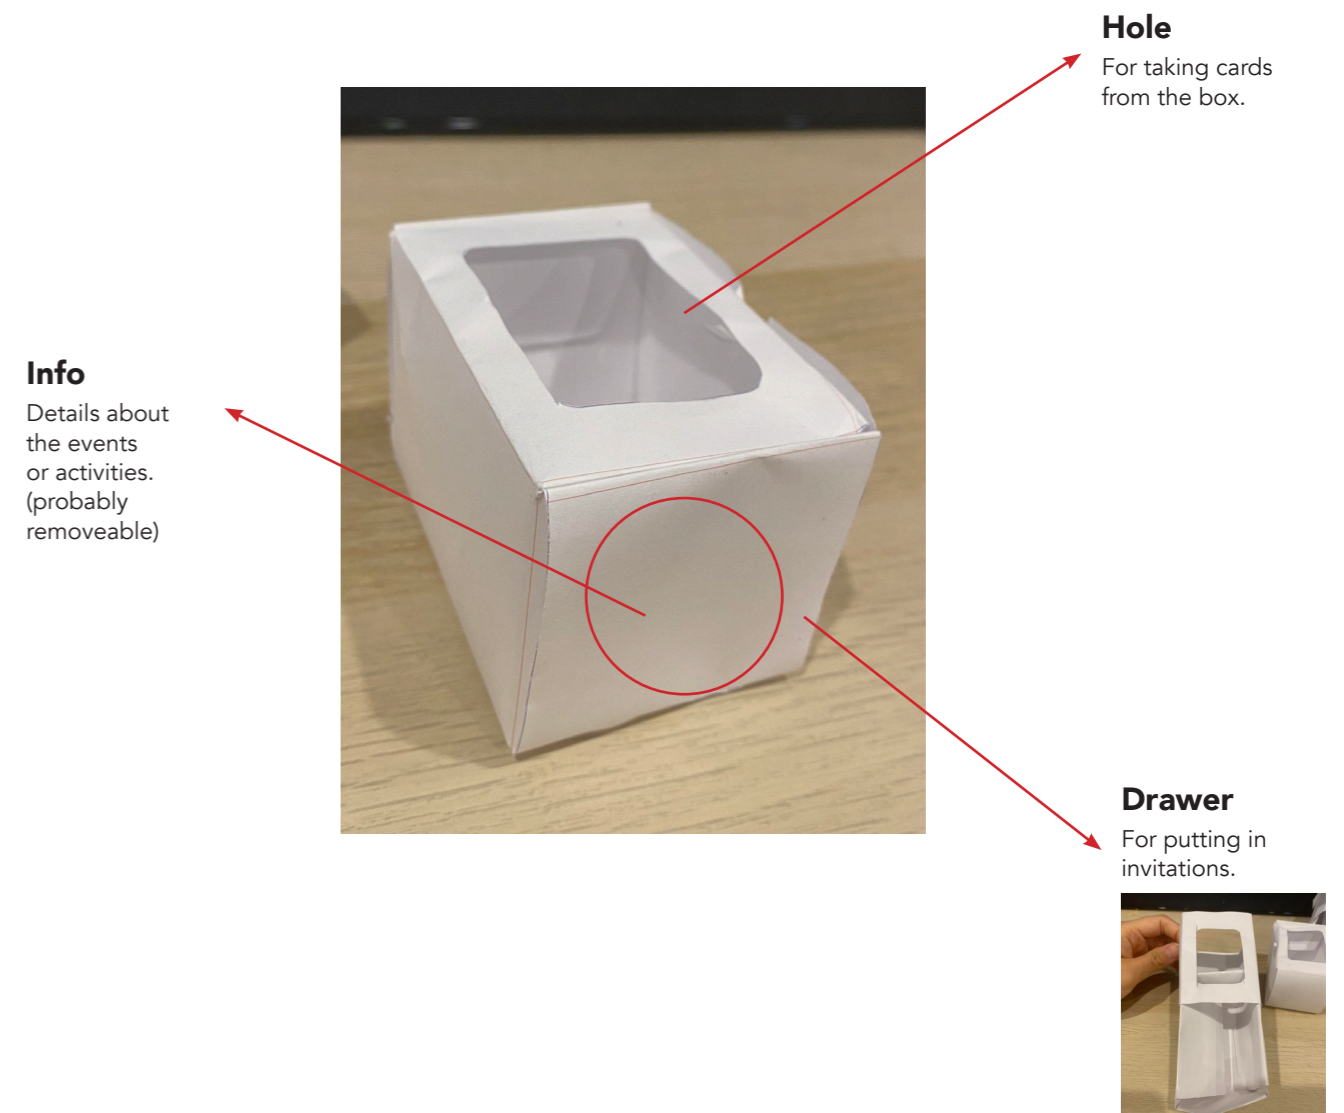 Hole
For taking cards
from the box.
Info
Details about
the events
or activities.
(probably
removeable)
Drawer
For putting in
invitations.